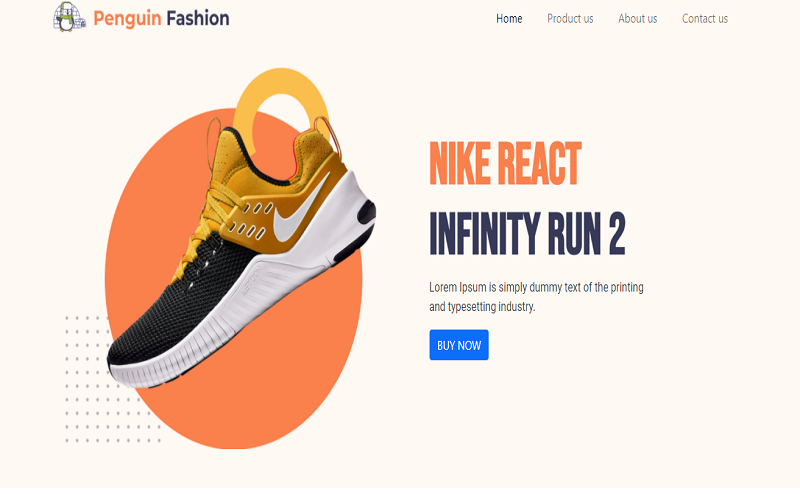 Penguin Fashion
Home Product us About us Contact us
NIKE REACT
INFINITY RUN 2
Lorem Ipsum is simply dummy text of the printing
and typesetting industry.
BUY NOW